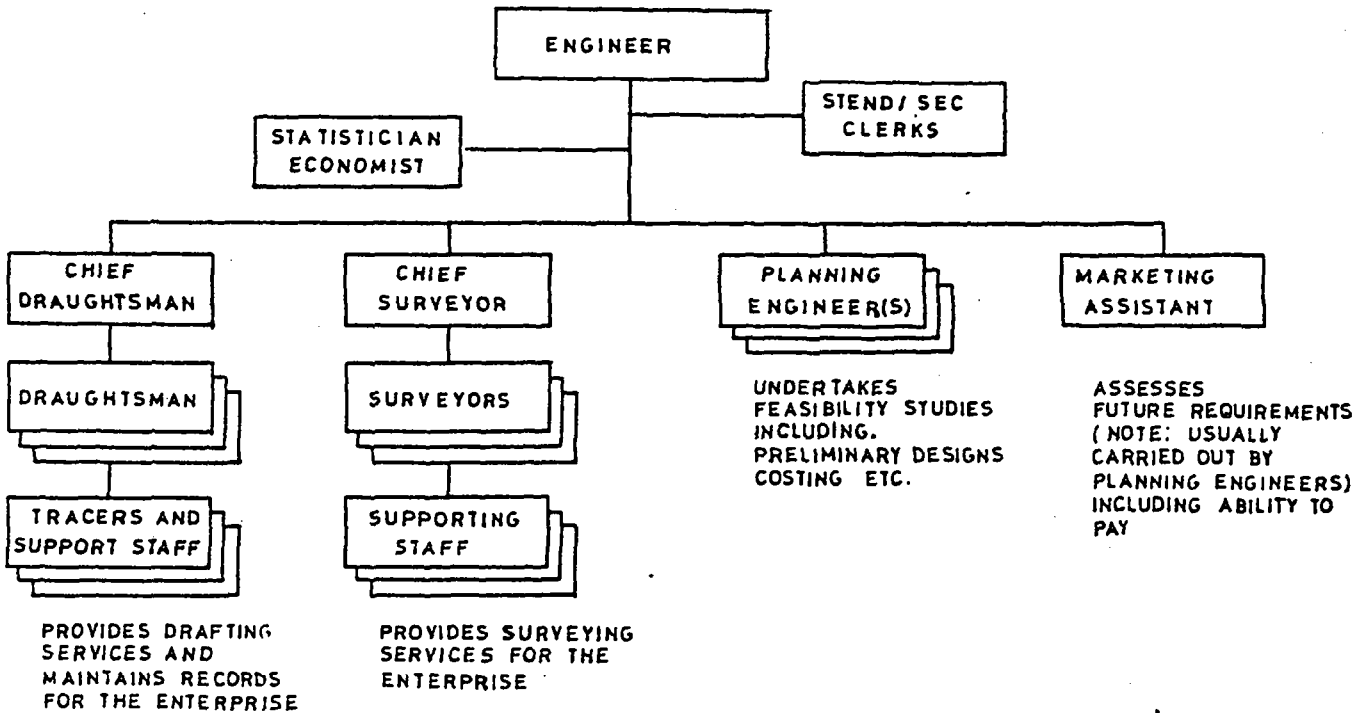 ENGINEER
STEND/ SEC
CLERKS
STATISTICIAN
ECONOMIST
CHIEF
DRAUGHTSMAN
CHIEF
SURVEYOR
PLANNING
ENGINEER(S)
MARKETING
ASSISTANT
DRAUGHTSMAN
SURVEYORS
UNDERTAKES
FEASIBILITY STUDIES
INCLUDING.
PRELIMINARY DESIGNS
COSTING ETC.
ASSESSES
FUTURE REQUIREMENTS
(NOTE: USUALLY
CARRIED OUT BY
PLANNING ENGINEERS)
INCLUDING ABILITY TO
PAY
TRACERS AND
SUPPORT STAFF
SUPPORTING
STAFF
PROVIDES DRAFTING
SERVICES AND
MAINTAINS RECORDS
FOR THE ENTERPRISE
PROVIDES SURVEYING
SERVICES FOR THE
ENTERPRISE